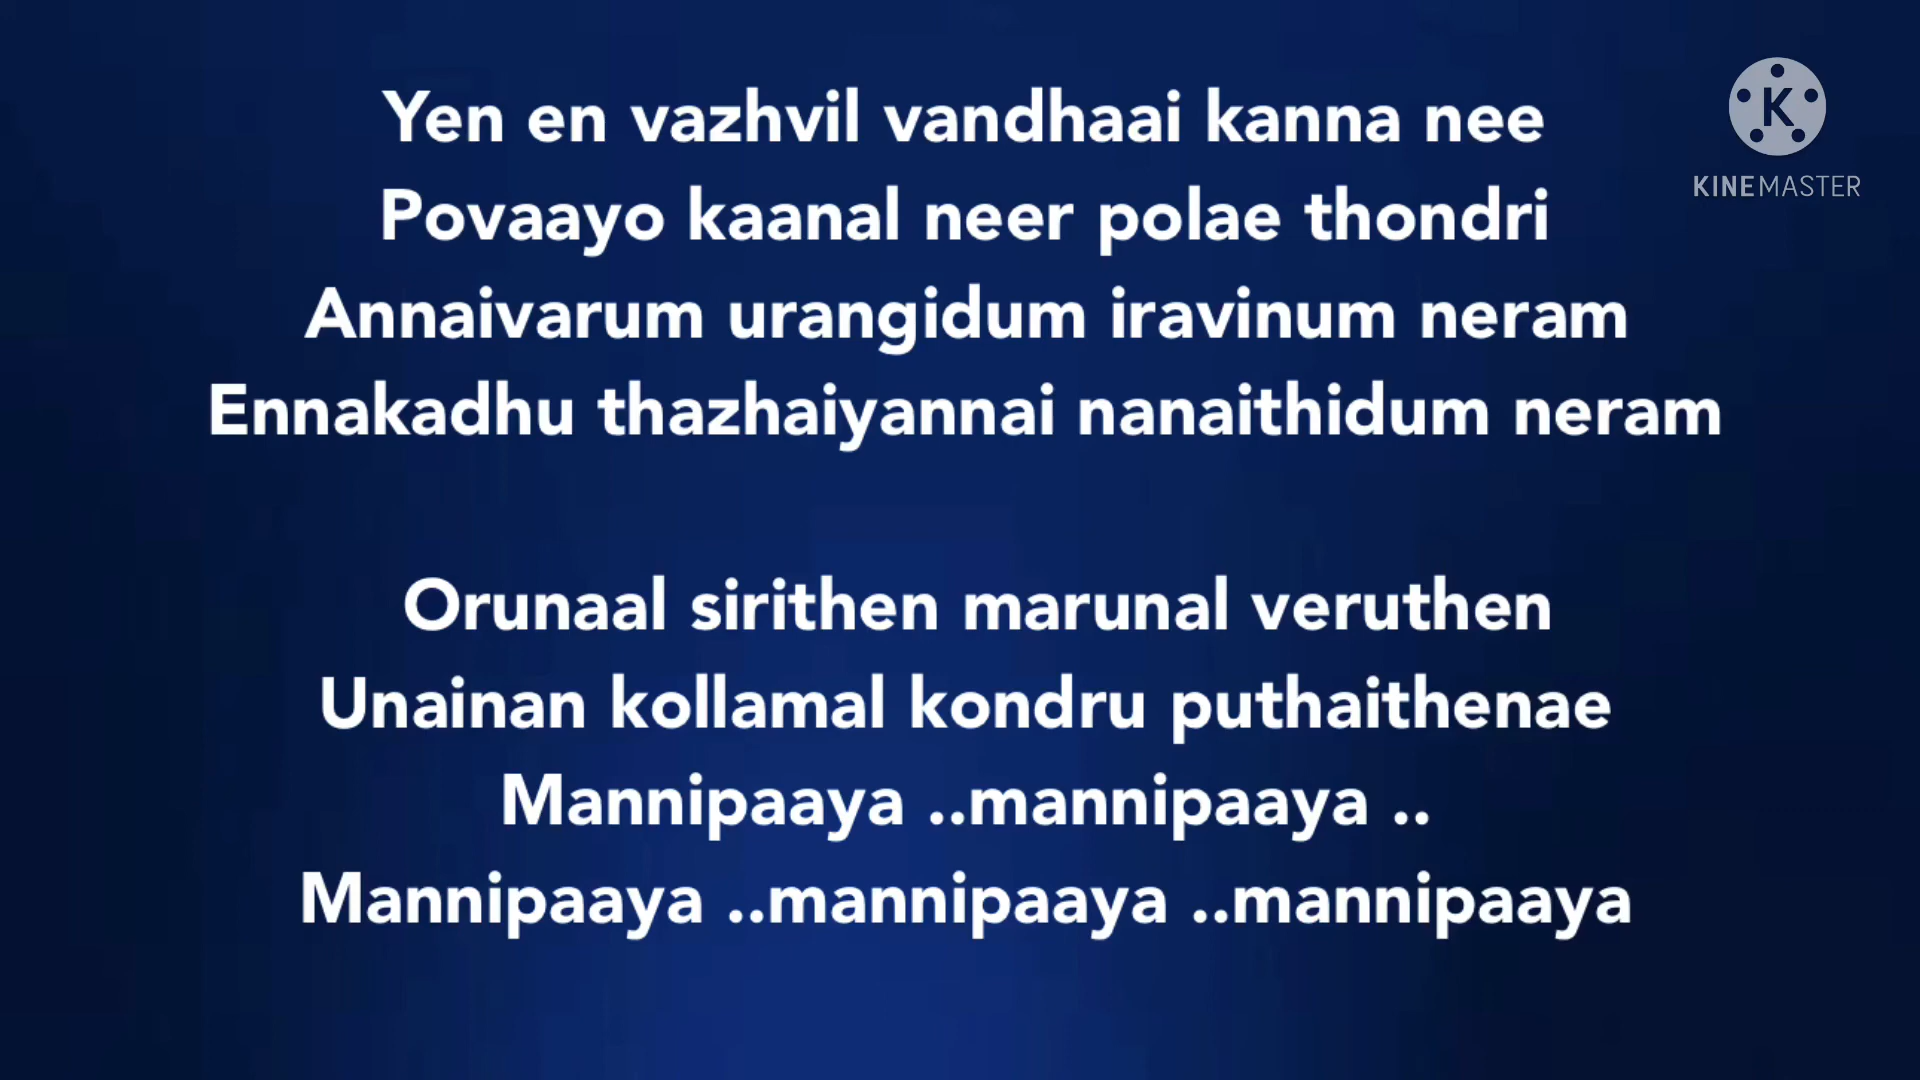 Yen en vazhvil vandhaai kanna nee
Povaayo kaanal neer polae thondri
Annaivarum urangidum iravinum neram
Ennakadhu thazhaiyannai nanaithidum neram
Orunaal sirithen marunal veruthen
Unainan kollamal kondru puthaithenae
Mannipaaya ..mannipaaya ..
Mannipaaya ..mannipaaya ..mannipaaya
K
KINEMASTER